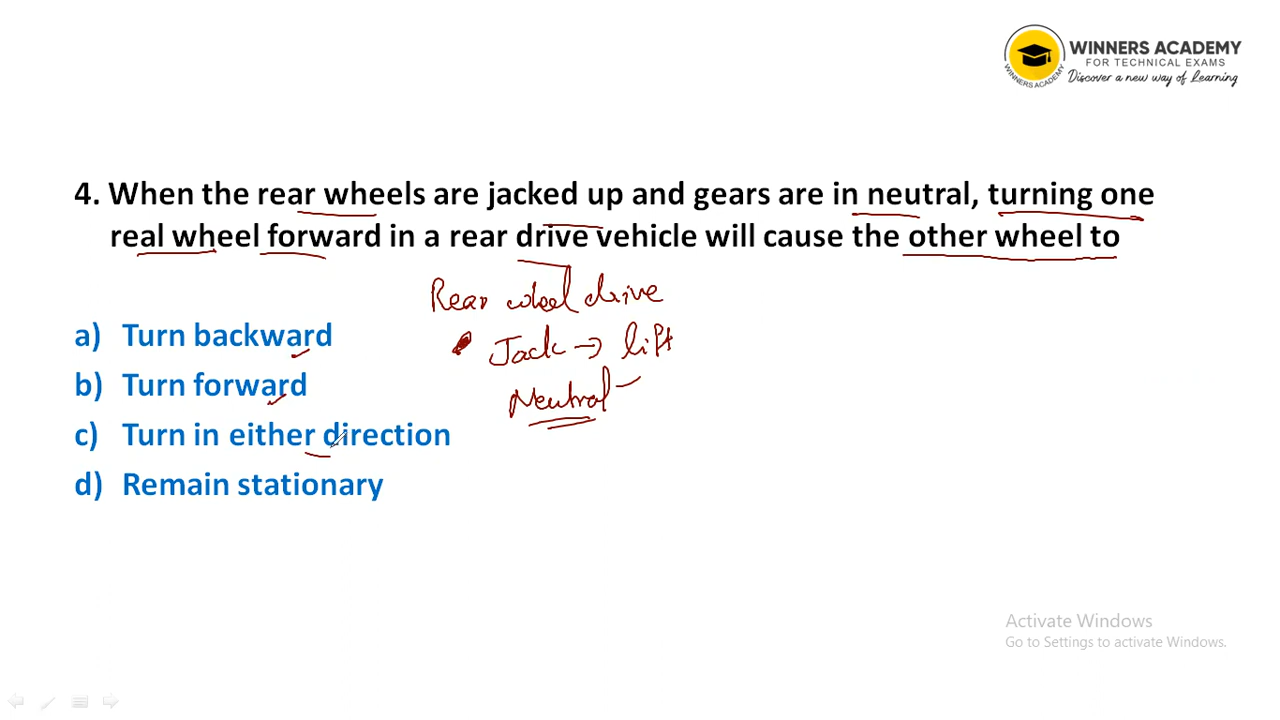 WINNERS ACADEMY
FOR TECHNICAL EXAMS
Discover a new way of Learning
WINNERS ACADEMY
4. When the rear wheels are jacked up and gears are in neutral, turning one
real wheel forward in a rear drive vehicle will cause the other wheel to
Rear wheel drive
a) Turn backward
Jack → lift
b) Turn forward
Neutral
c) Turn in either direction
d) Remain stationary
Activate Windows
Go to Settings to activate Windows.